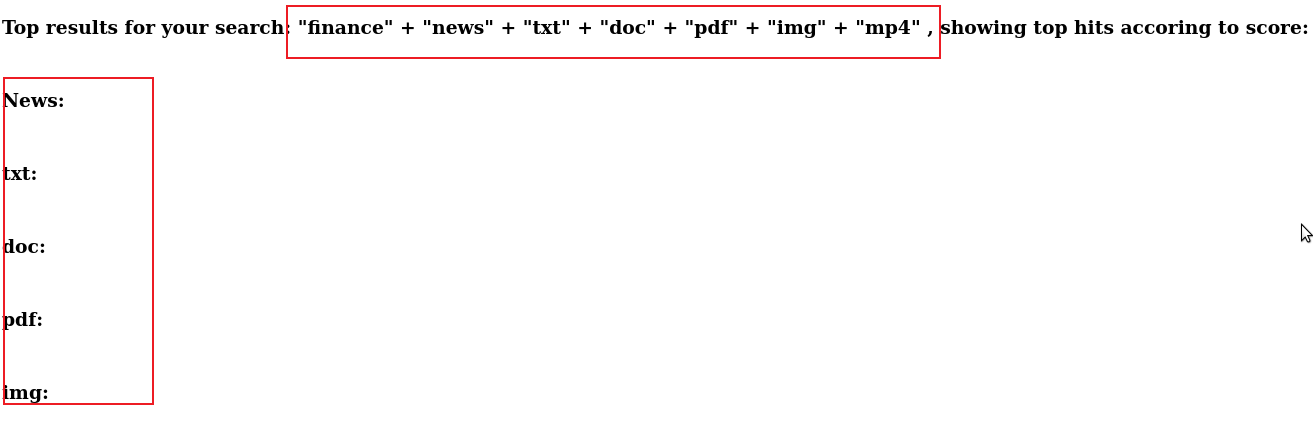 Top results for your search: "finance" + "news" + "txt" + "doc" + "pdf" + "img" + "mp4" , showing top hits accoring to score:
News:
txt:
doc:
pdf:
img: